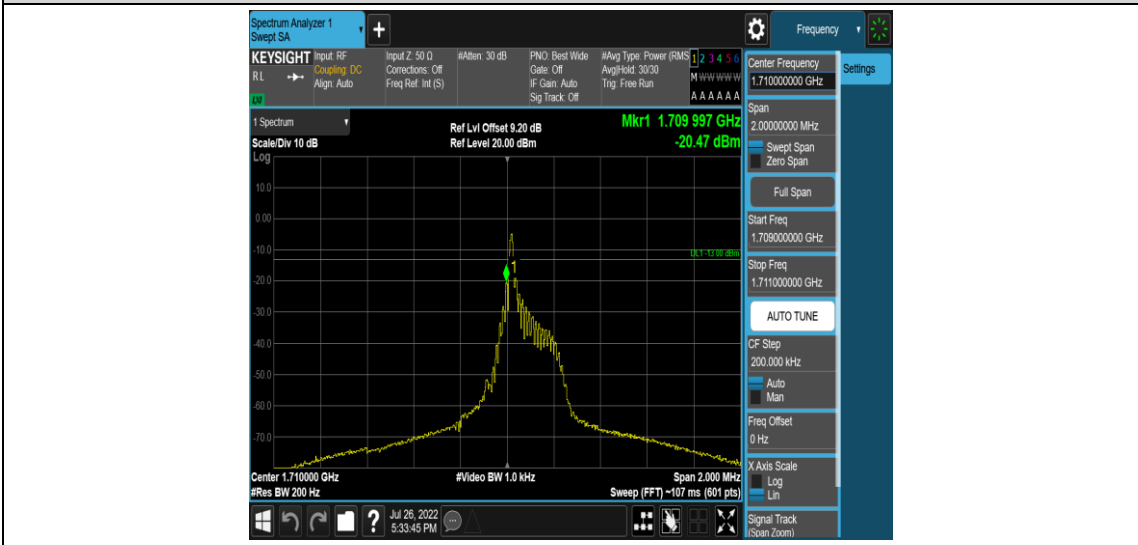 Spectrum Analyzer 1
Swept SA
+
Frequency
KEYSIGHT
Input: RF
Coupling: DC
Align: Auto
Input Z: 50 Ω
Corrections: Off
Freq Ref: Int (S)
#Atten: 30 dB
PNO: Best Wide
Gate: Off
IF Gain: Auto
Sig Track: Off
#Avg Type: Power (RMS
Avg|Hold: 30/30
Trig: Free Run
1 2 3 4 5 6
M W W W W W
A A A A A A
R L
LXI
1 Spectrum
Scale/Div 10 dB
Log
Ref Lvl Offset 9.20 dB
Ref Level 20.00 dBm
Mkr1 1.709 997 GHz
-20.47 dBm
10.0
0.00
-10.0
-20.0
-30.0
-40.0
-50.0
-60.0
-70.0
DL1 -13.00 dBm
1
Center 1.71000 GHz
#Res BW 200 Hz
#Video BW 1.0 kHz
Span 2.000 MHz
Sweep (FFT) ~107 ms (601 pts)
Jul 26, 2022
5:33:45 PM
?
Center Frequency
1.710000000 GHz
Settings
Span
2.00000000 MHz
Swept Span
Zero Span
Full Span
Start Freq
1.709000000 GHz
Stop Freq
1.711000000 GHz
AUTO TUNE
CF Step
200.000 kHz
Auto
Man
Freq Offset
0 Hz
X Axis Scale
Log
Lin
Signal Track
(Span Zoom)